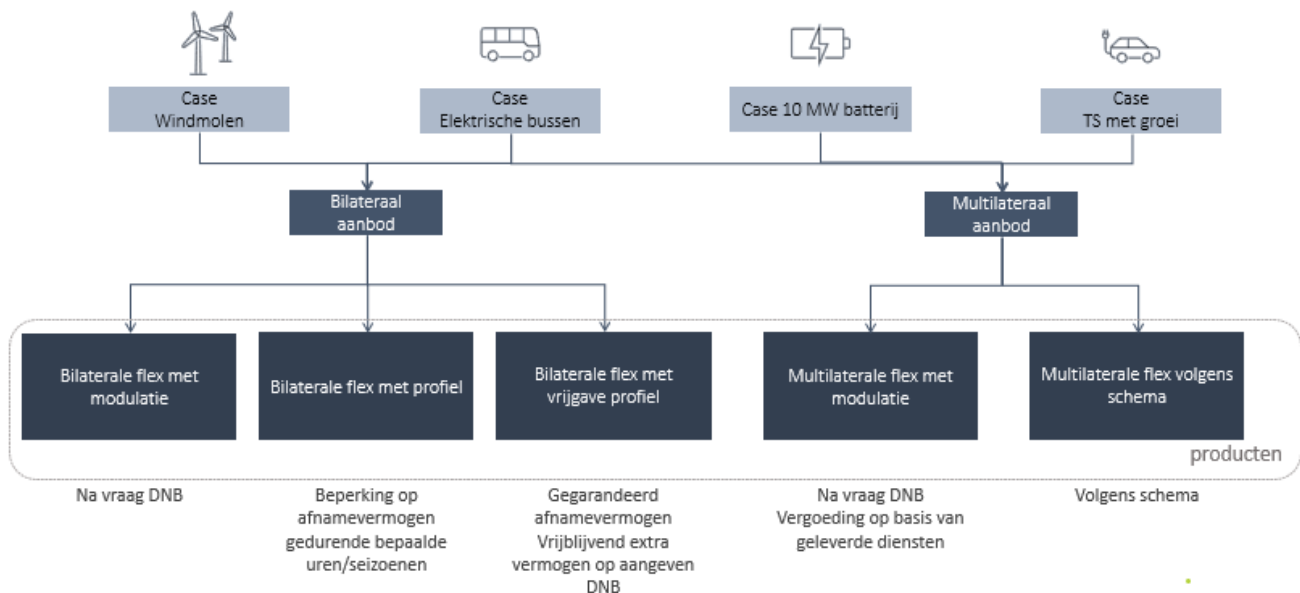 Case
Windmolen
Case
Elektrische bussen
Case 10 MW batterij
Case
TS met groei
Bilateraal
aanbod
Multilateraal
aanbod
Bilaterale flex met
modulatie
Bilaterale flex met profiel
Bilaterale flex met
vrijgave profiel
Multilaterale flex met
modulatie
Multilaterale flex volgens
schema
producten
Na vraag DNB
Beperking op
afnamevermogen
gedurende bepaalde
uren/seizoenen
Gegarandeerd
afnamevermogen
Vrijblijvend extra
vermogen op aangeven
DNB
Na vraag DNB
Vergoeding op basis van
geleverde diensten
Volgens schema